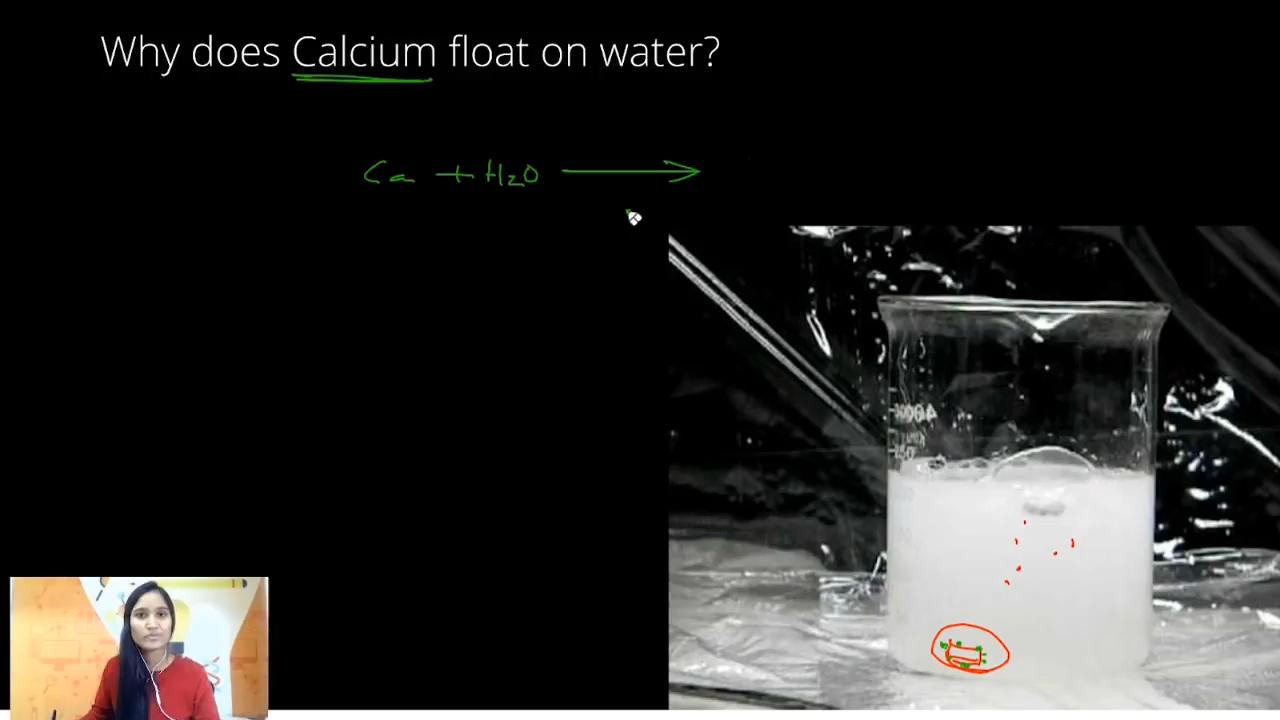 Why does Calcium float on water?
Ca + H₂O ⟶